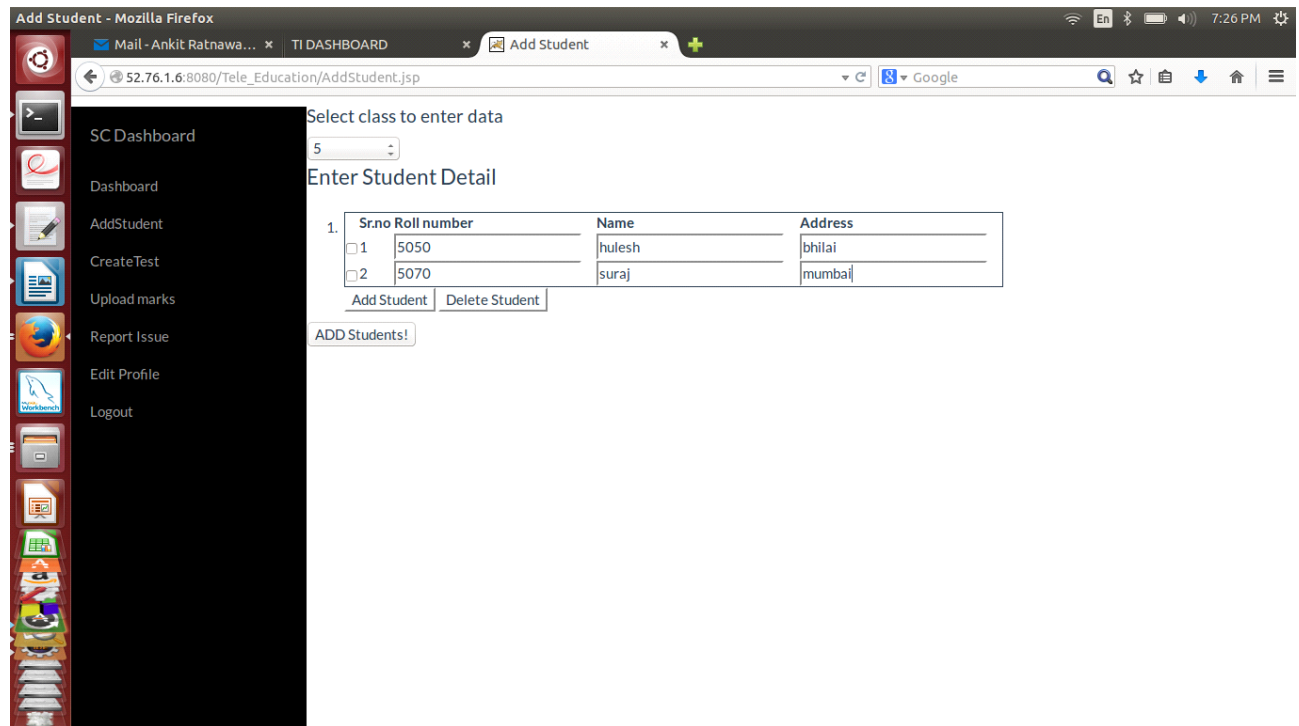 Add Student - Mozilla Firefox
En 7:26 PM
Mail - Ankit Ratnawa... × TI DASHBOARD × Add Student ×
52.76.1.6:8080/Tele_Education/AddStudent.jsp
8 Google
SC Dashboard
Dashboard
AddStudent
CreateTest
Upload marks
Report Issue
Edit Profile
Logout
Select class to enter data
5
Enter Student Detail
1. Sr.no Roll number Name Address
1 5050 hulesh bhilai
2 5070 suraj mumbai
Add Student Delete Student
ADD Students!
>_
Workbench
a